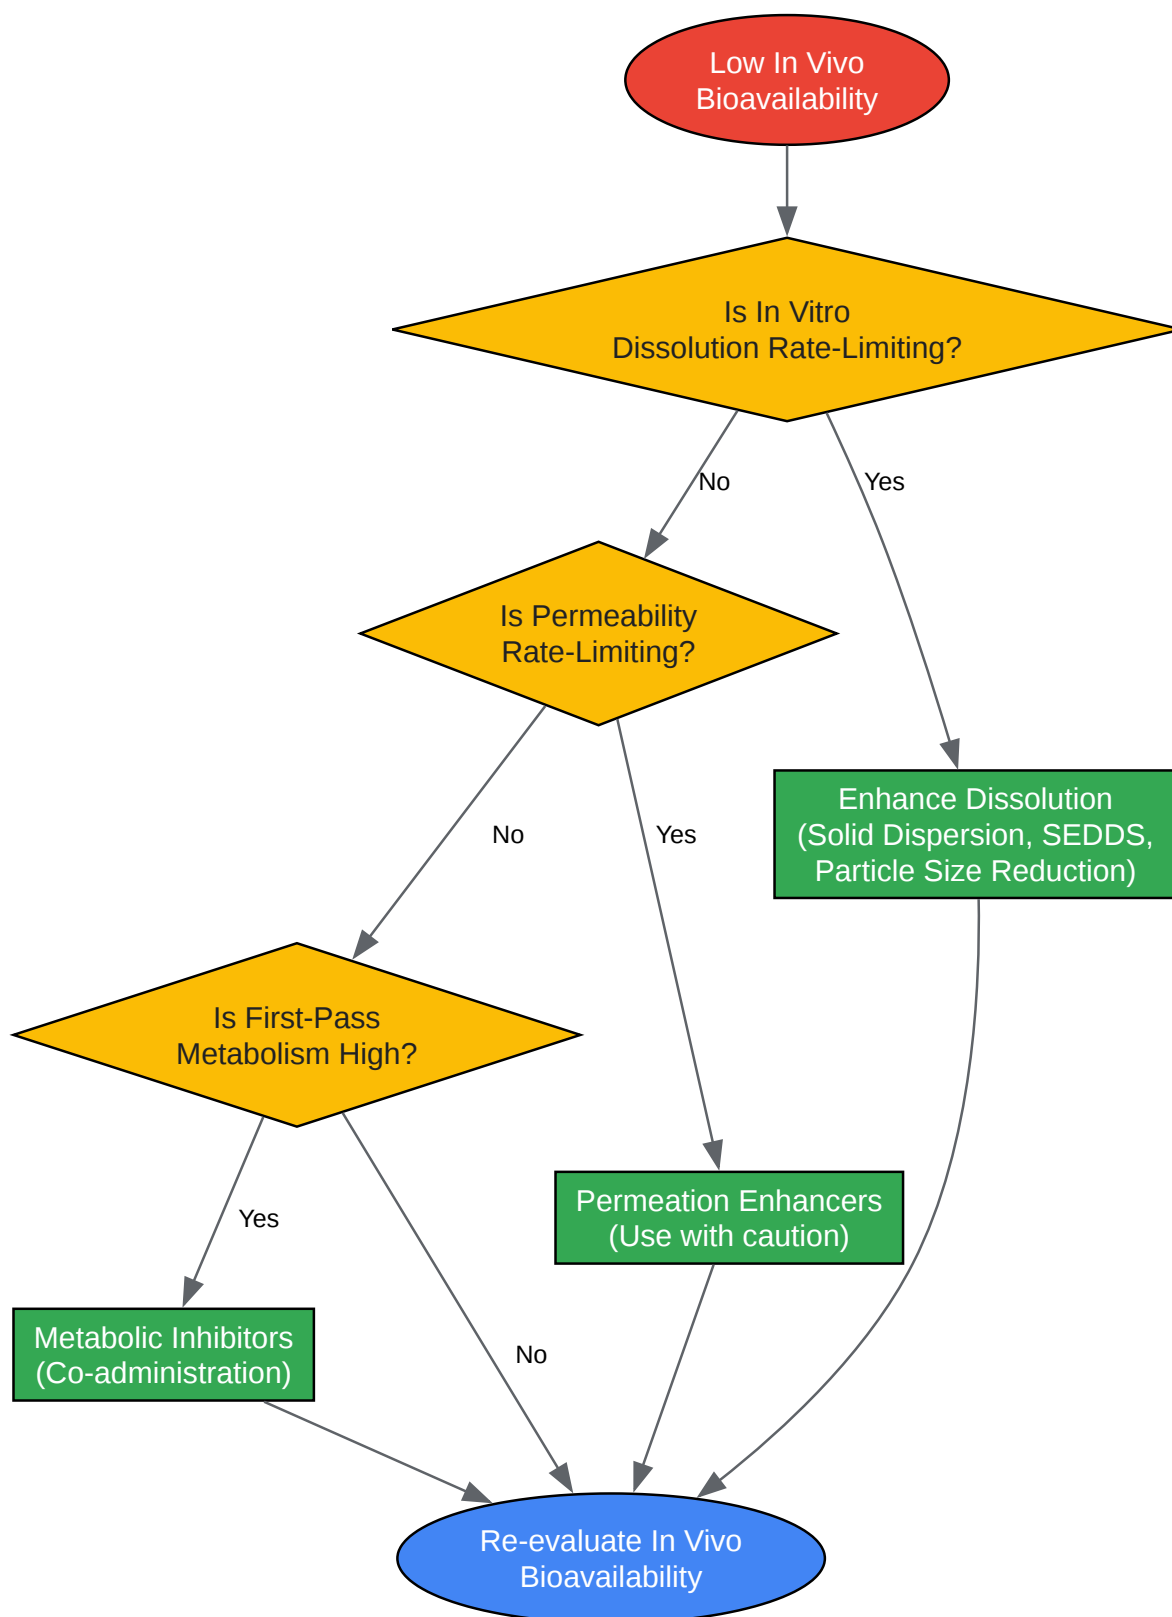 Low In Vivo
Bioavailability
Is In Vitro
Dissolution Rate-Limiting?
No
Yes
Is Permeability
Rate-Limiting?
Enhance Dissolution
(Solid Dispersion, SEDDS,
Particle Size Reduction)
No
Yes
Is First-Pass
Metabolism High?
Permeation Enhancers
(Use with caution)
Yes
Metabolic Inhibitors
(Co-administration)
No
Re-evaluate In Vivo
Bioavailability